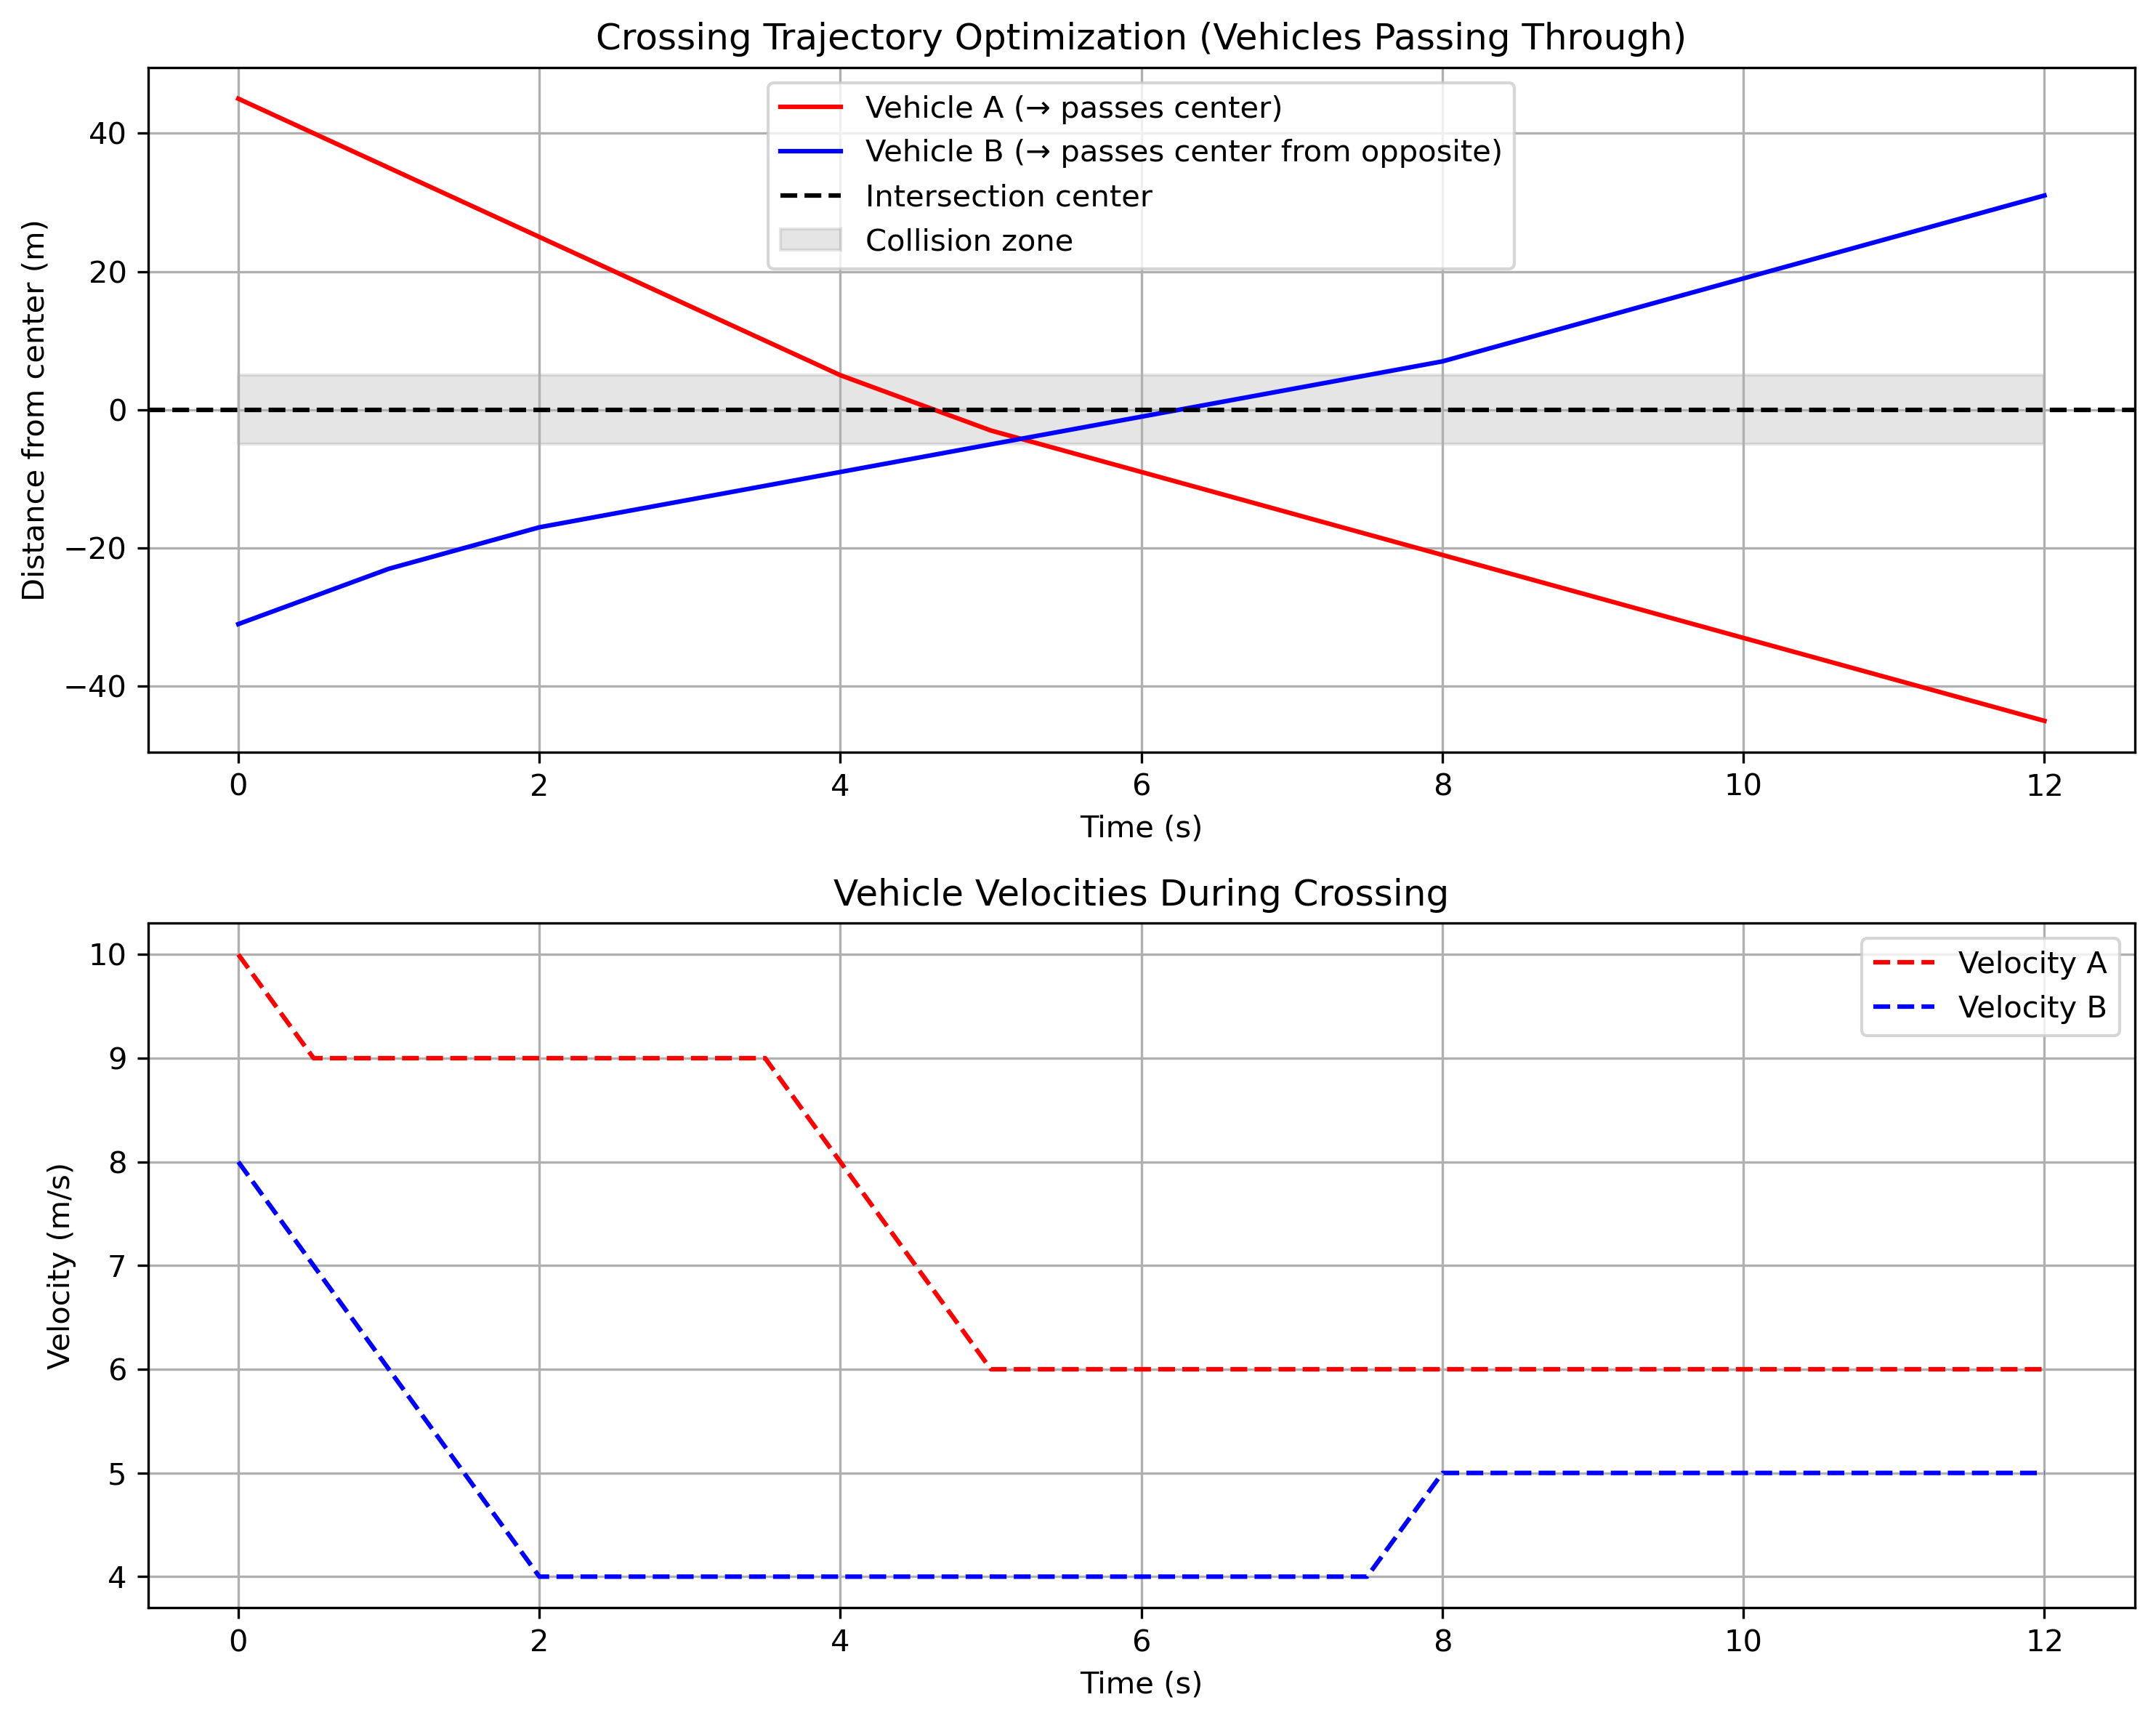 Crossing Trajectory Optimization (Vehicles Passing Through)
Vehicle A (→ passes center)
Vehicle B (→ passes center from opposite)
Intersection center
Collision zone
Distance from center (m)
40
20
0
−20
−40
0 2 4 6 8 10 12
Time (s)
Vehicle Velocities During Crossing
Velocity A
Velocity B
Velocity (m/s)
10
9
8
7
6
5
4
0 2 4 6 8 10 12
Time (s)